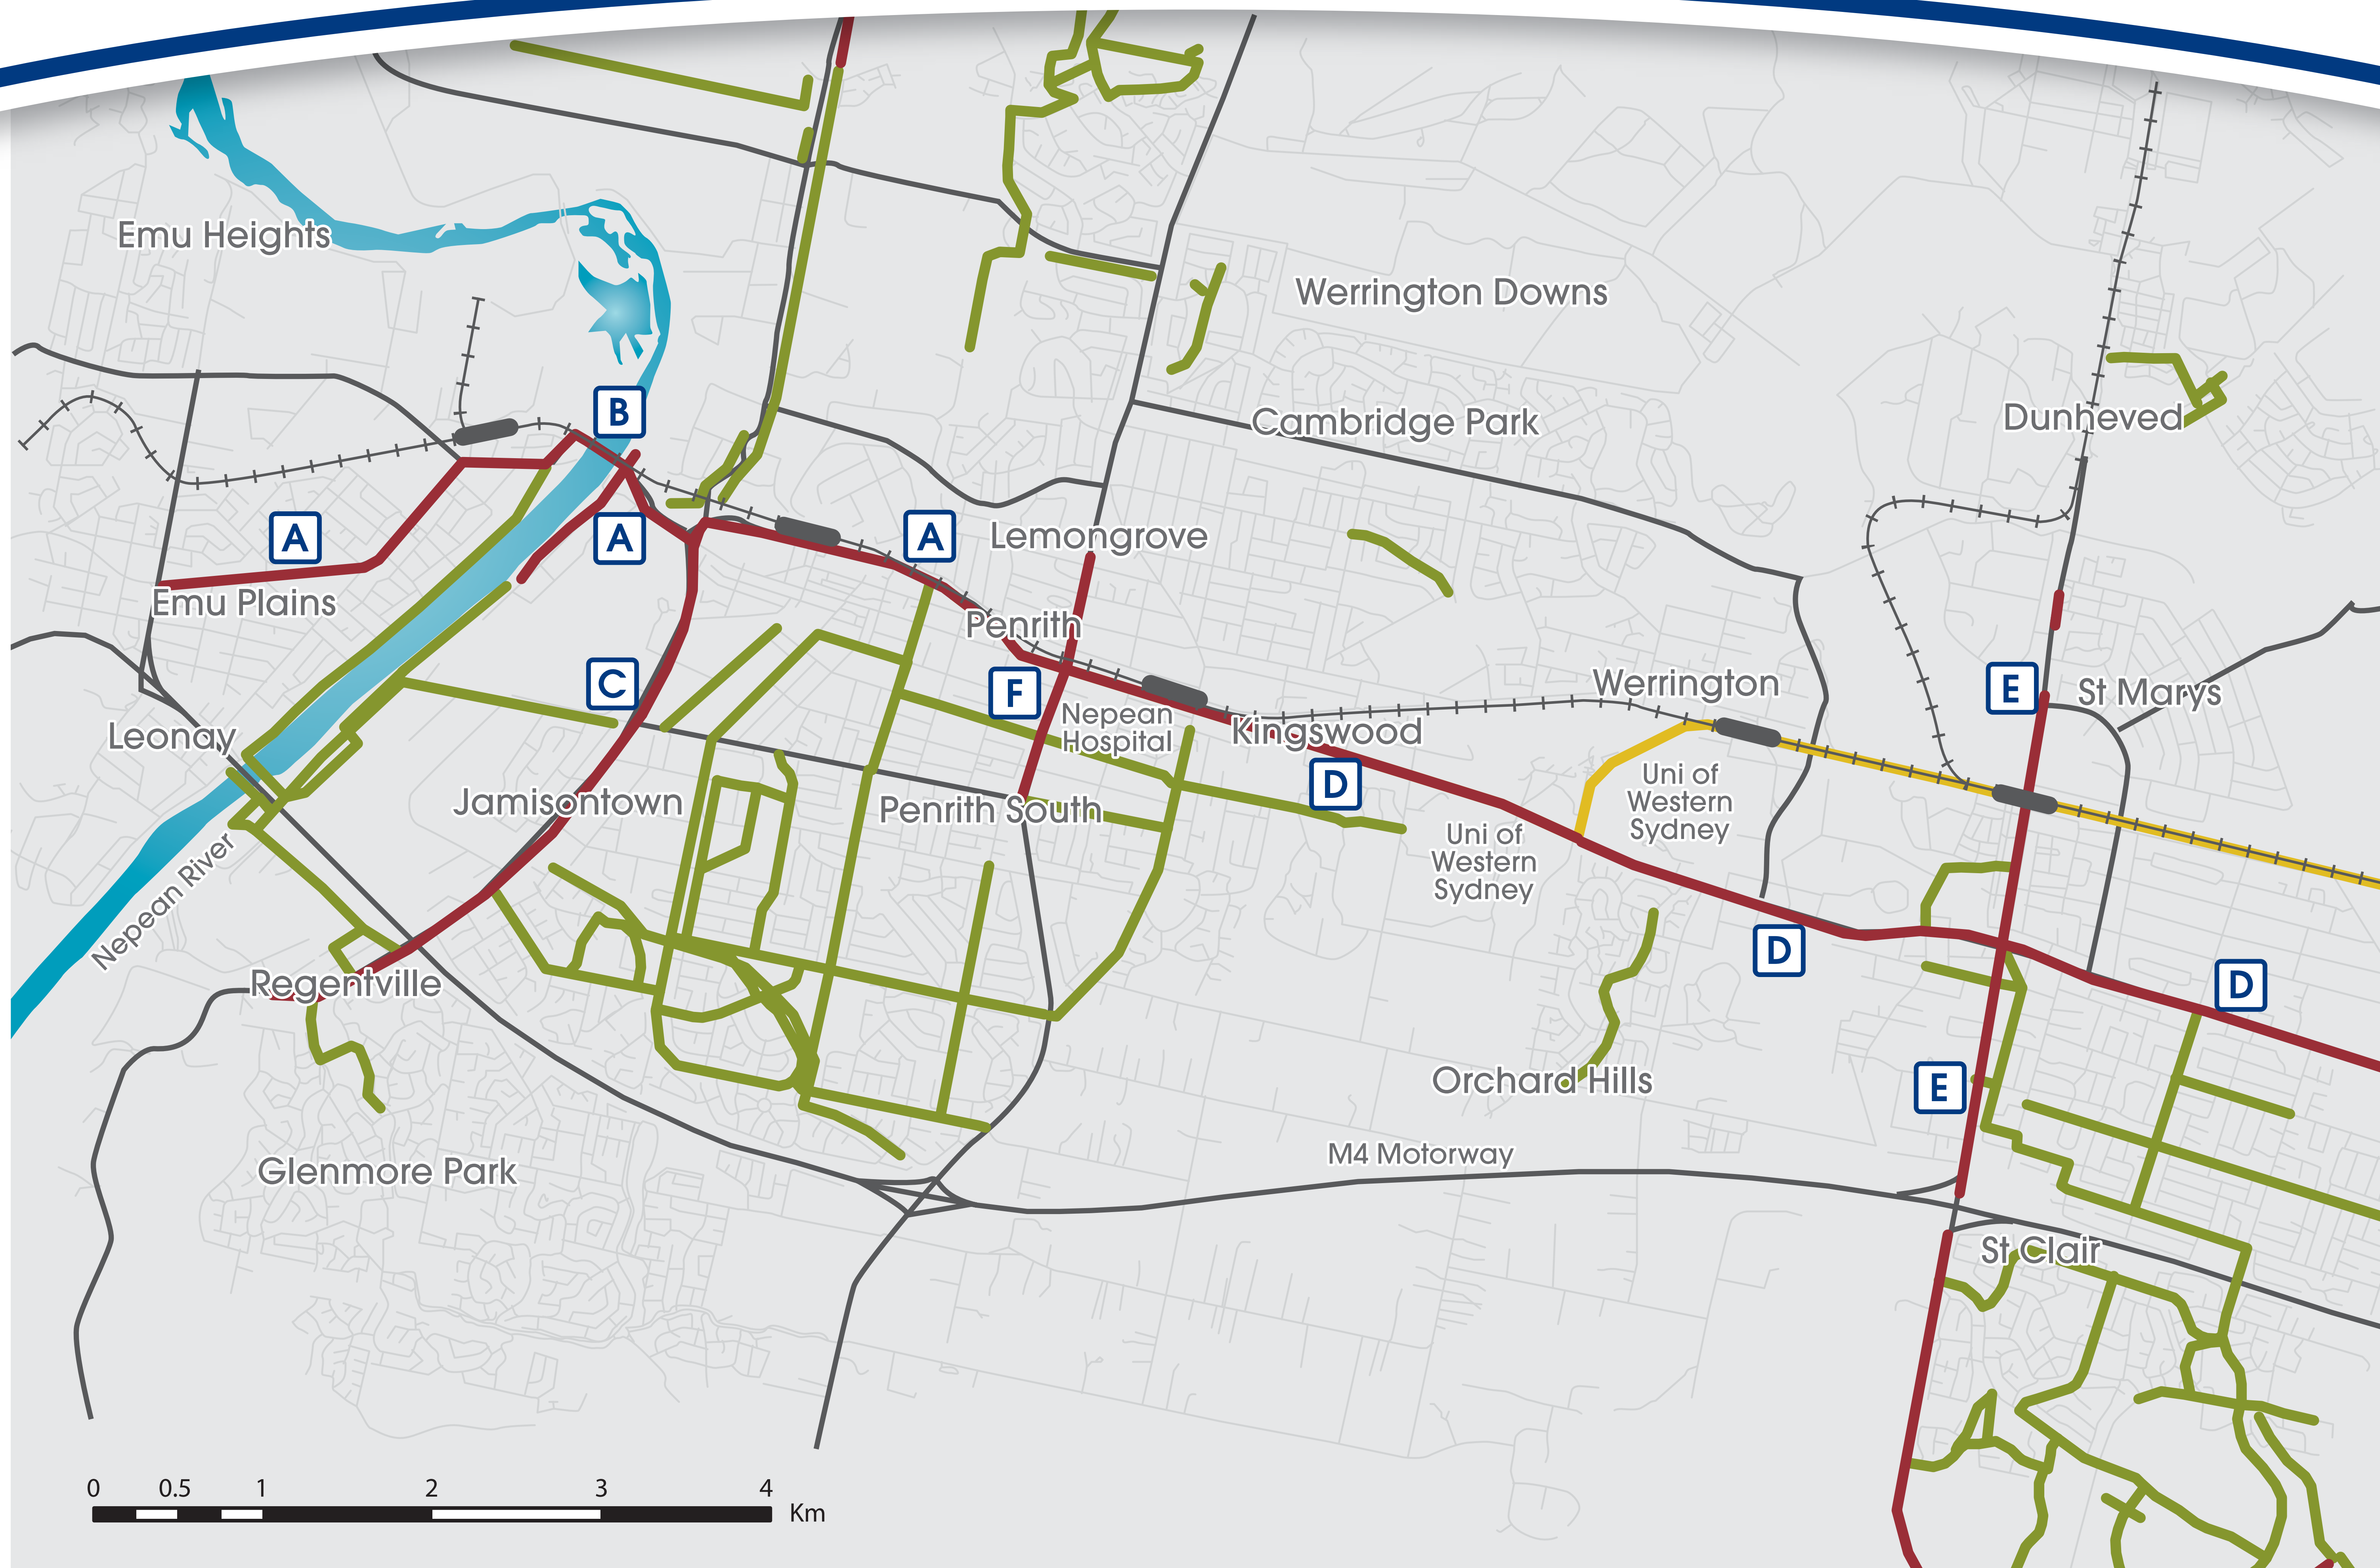 Emu Heights
Werrington Downs
B
Cambridge Park
Dunheved
A
A
A
Lemongrove
Emu Plains
Penrith
C
F
Werrington
E
St Marys
Nepean
Hospital
Kingswood
Leonay
D
Uni of
Western
Sydney
Jamisontown
Penrith South
Uni of
Western
Sydney
Nepean River
D
Regentville
D
Orchard Hills
E
M4 Motorway
Glenmore Park
St Clair
0 0.5 1 2 3 4
Km